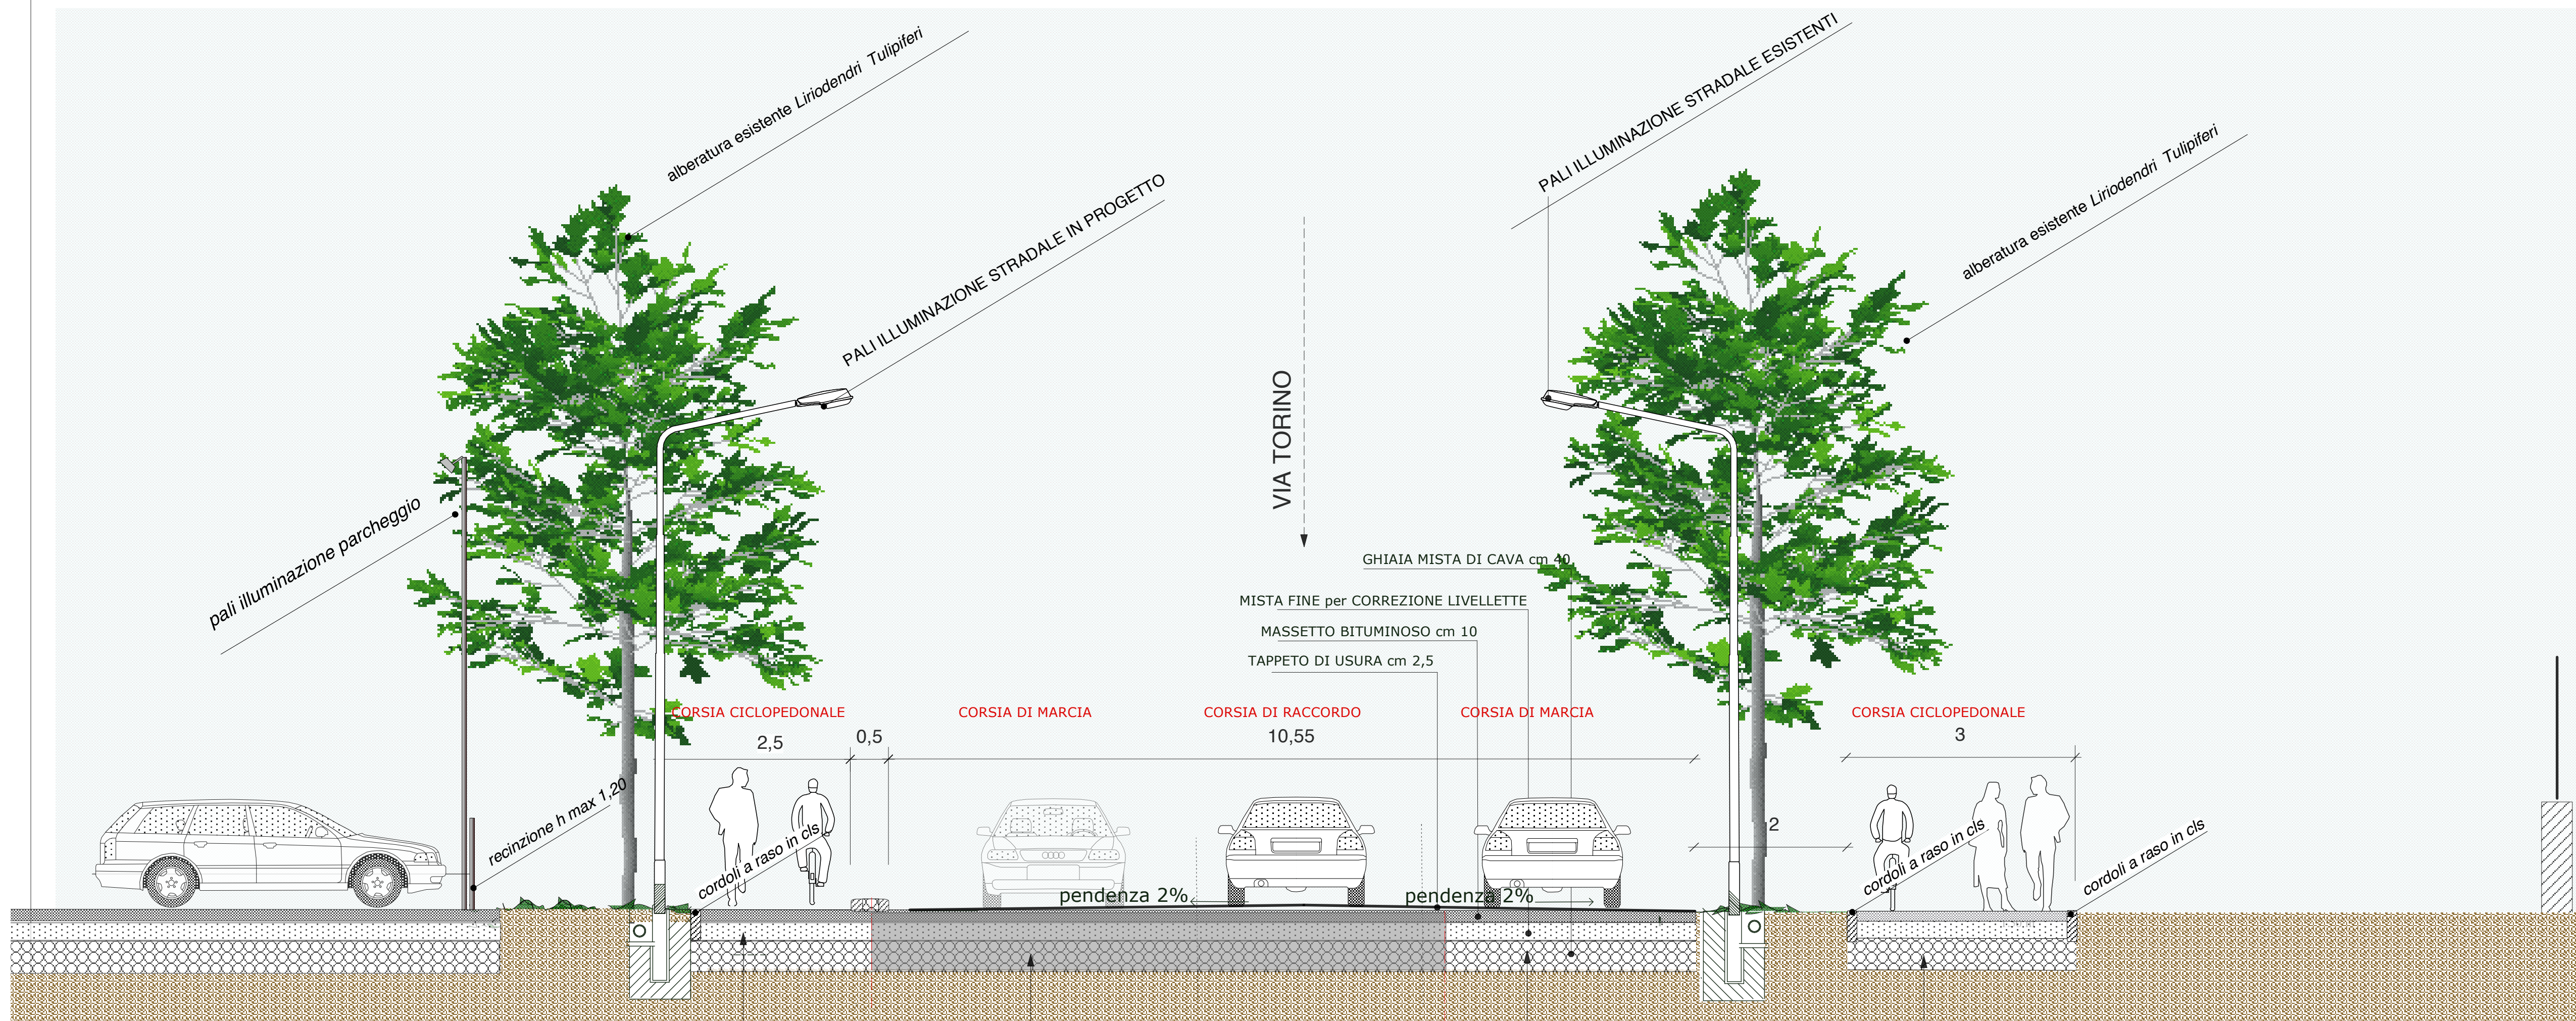 alberatura esistente Liriodendri Tulipiferi
PALI ILLUMINAZIONE STRADALE IN PROGETTO
PALI ILLUMINAZIONE STRADALE ESISTENTI
alberatura esistente Liriodendri Tulipiferi
pali illuminazione parcheggio
VIA TORINO
GHIAIA MISTA DI CAVA cm 40
MISTA FINE per CORREZIONE LIVELLETTE
MASSETTO BITUMINOSO cm 10
TAPPETO DI USURA cm 2,5
CORSIA CICLOPEDONALE
CORSIA DI MARCIA
CORSIA DI RACCORDO
CORSIA DI MARCIA
CORSIA CICLOPEDONALE
2,5
0,5
10,55
3
2
recinzione h max 1,20
cordoli a raso in cls
pendenza 2%
pendenza 2%
cordoli a raso in cls
cordoli a raso in cls